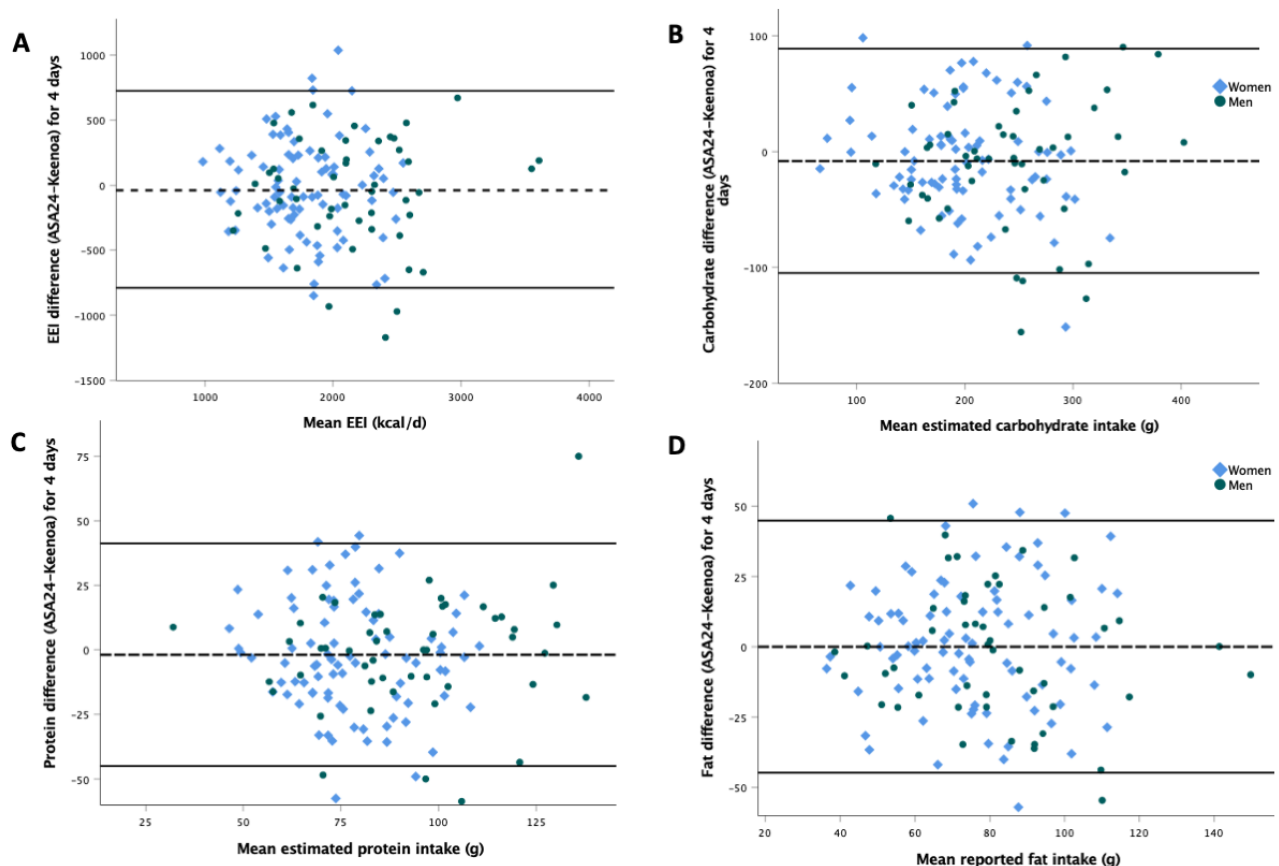 A
EEI difference (ASA24-Keenoa) for 4 days
1000
500
0
-500
-1000
-1500
1000 2000 3000 4000
Mean EEI (kcal/d)
B
Carbohydrate difference (ASA24-Keenoa) for 4
days
100
0
-100
-200
100 200 300 400
Mean estimated carbohydrate intake (g)
Women
Men
C
Protein difference (ASA24-Keenoa) for 4 days
75
50
25
0
-25
-50
25 50 75 100 125
Mean estimated protein intake (g)
D
Fat difference (ASA24-Keenoa) for 4 days
50
25
0
-25
-50
20 40 60 80 100 120 140
Mean reported fat intake (g)
Women
Men